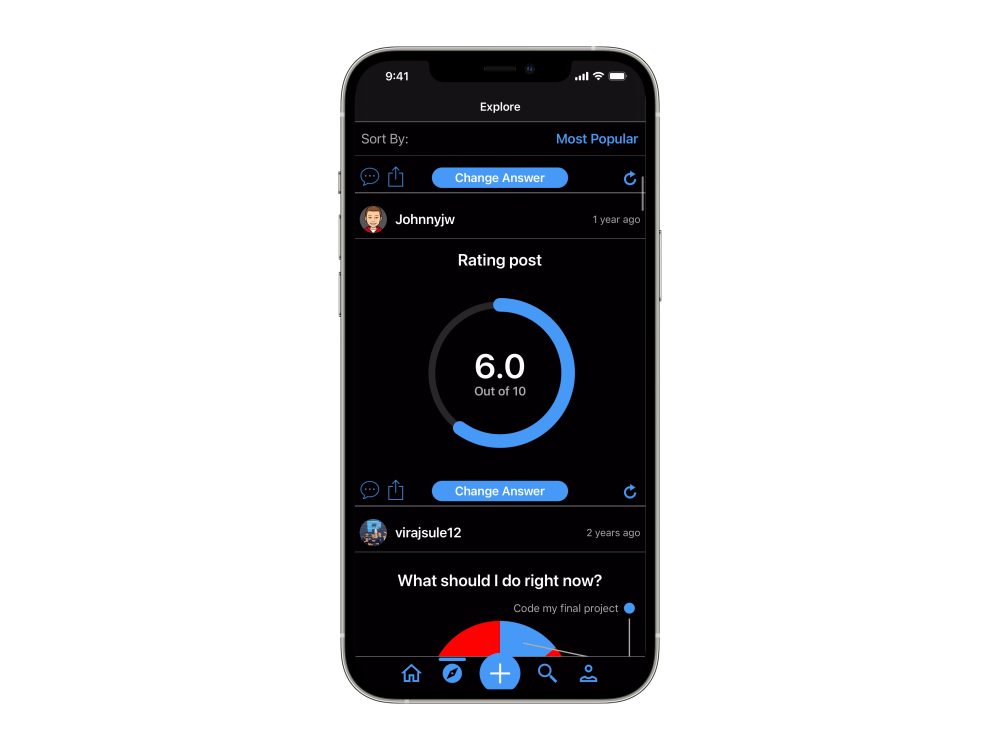 9:41
Explore
Sort By:
Most Popular
Change Answer
Johnnyjw
1 year ago
Rating post
6.0
Out of 10
Change Answer
virajsule12
2 years ago
What should I do right now?
Code my final project